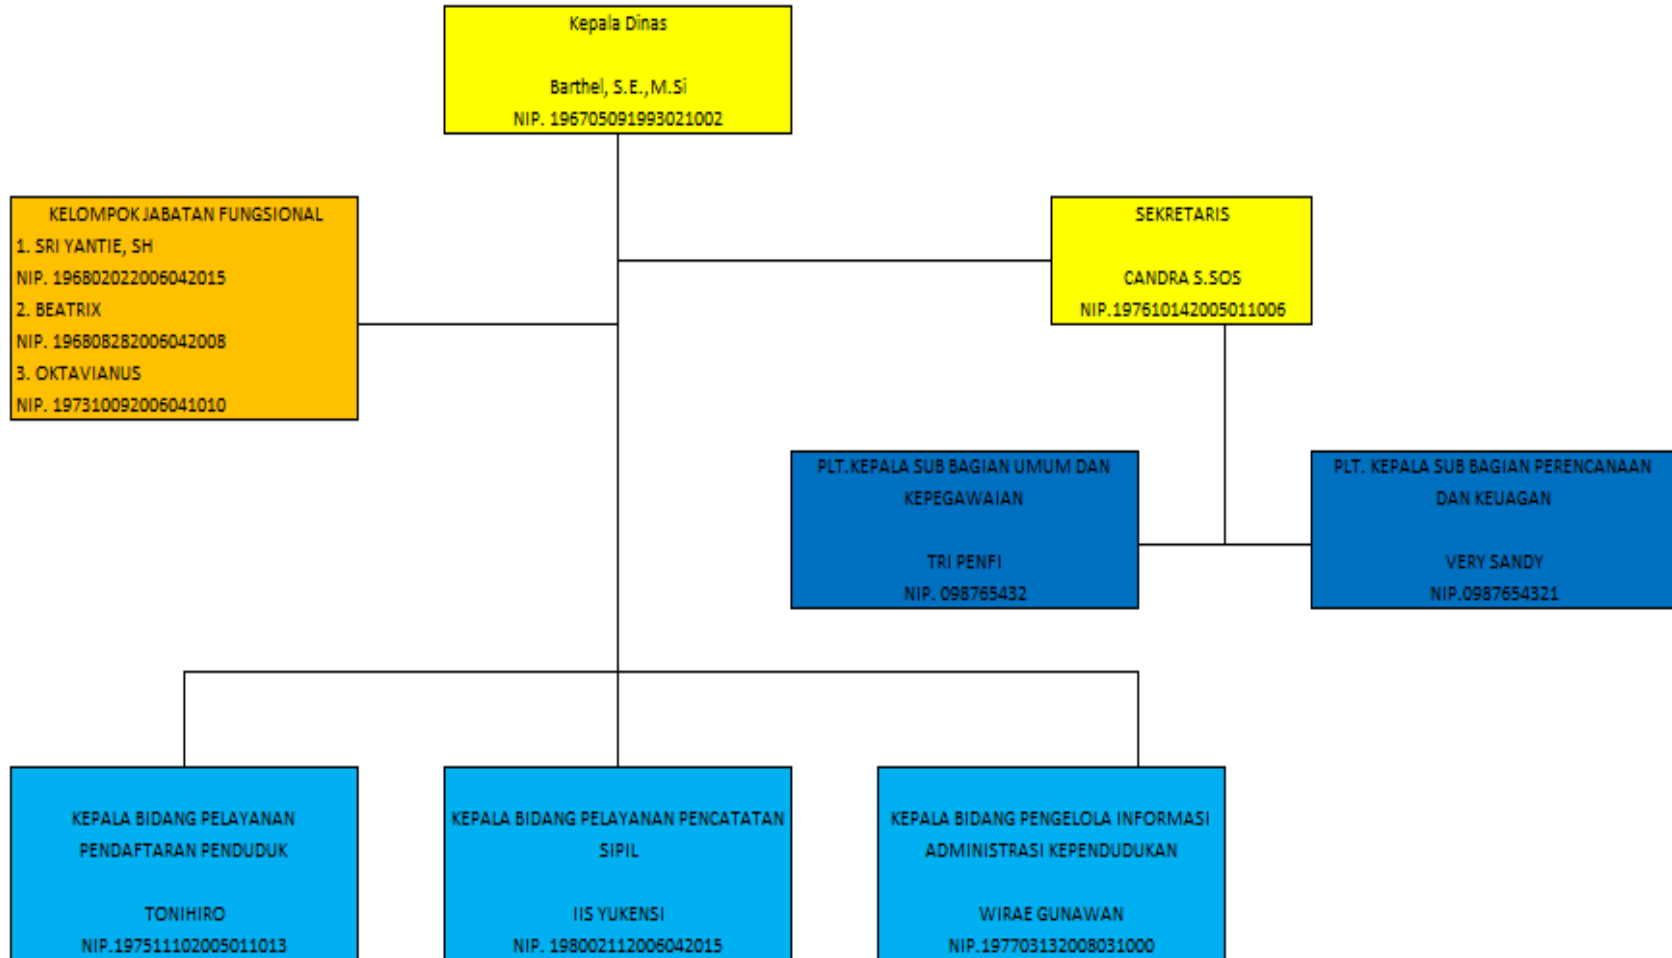 Kepala Dinas
Barthel, S.E.,M.Si
NIP. 196705091993021002
KELOMPOK JABATAN FUNGSIONAL
1. SRI YANTIE, SH
NIP. 196802022006042015
2. BEATRIX
NIP. 196808282006042008
3. OKTAVIANUS
NIP. 197310092006041010
SEKRETARIS
CANDRA S.SOS
NIP.197610142005011006
PLT.KEPALA SUB BAGIAN UMUM DAN
KEPEGAWAIAN
TRI PENFI
NIP. 098765432
PLT. KEPALA SUB BAGIAN PERENCANAAN
DAN KEUAGAN
VERY SANDY
NIP.0987654321
KEPALA BIDANG PELAYANAN
PENDAFTARAN PENDUDUK
TONIHIRO
NIP.197511102005011013
KEPALA BIDANG PELAYANAN PENCATATAN
SIPIL
IIS YUKENSI
NIP. 198002112006042015
KEPALA BIDANG PENGELOLA INFORMASI
ADMINISTRASI KEPENDUDUKAN
WIRAE GUNAWAN
NIP.197703132008031000